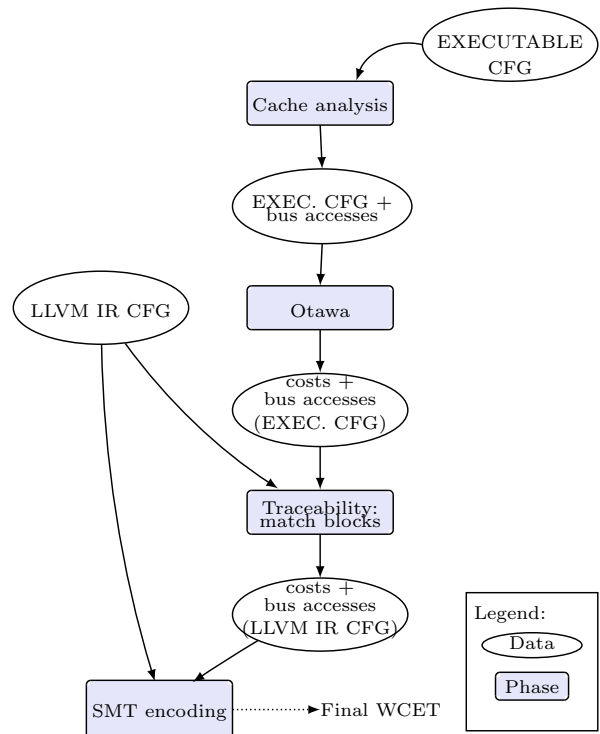 EXECUTABLE
CFG
Cache analysis
EXEC. CFG +
bus accesses
LLVM IR CFG
Otawa
costs +
bus accesses
(EXEC. CFG)
Traceability:
match blocks
costs +
bus accesses
(LLVM IR CFG)
Legend:
Data
Phase
SMT encoding
Final WCET